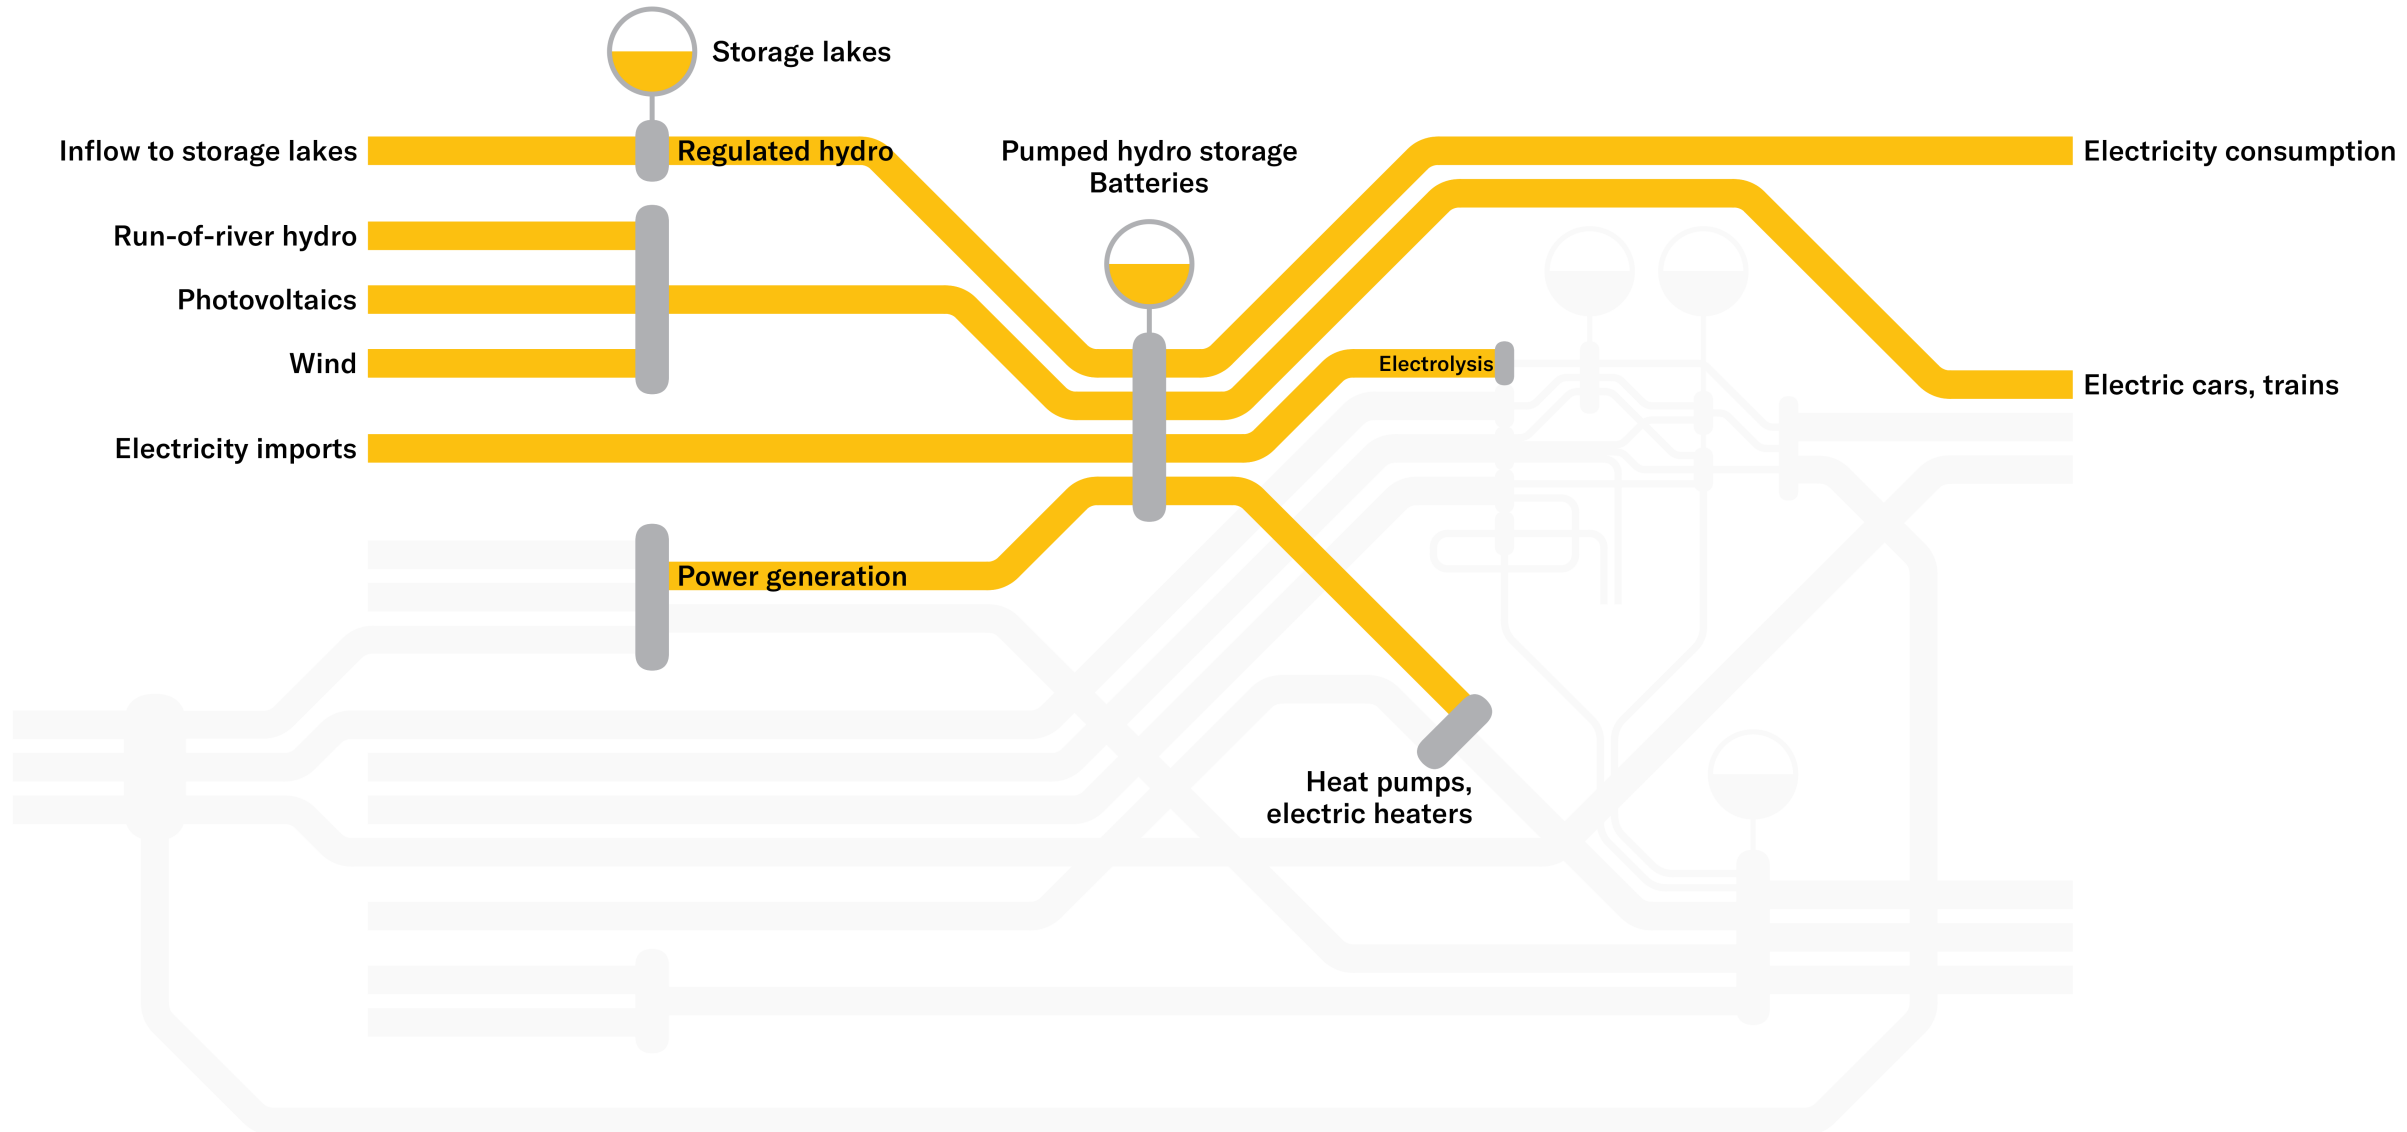 Storage lakes
Inflow to storage lakes
Regulated hydro
Pumped hydro storage
Batteries
Electricity consumption
Run-of-river hydro
Photovoltaics
Wind
Electrolysis
Electric cars, trains
Electricity imports
Power generation
Heat pumps,
electric heaters